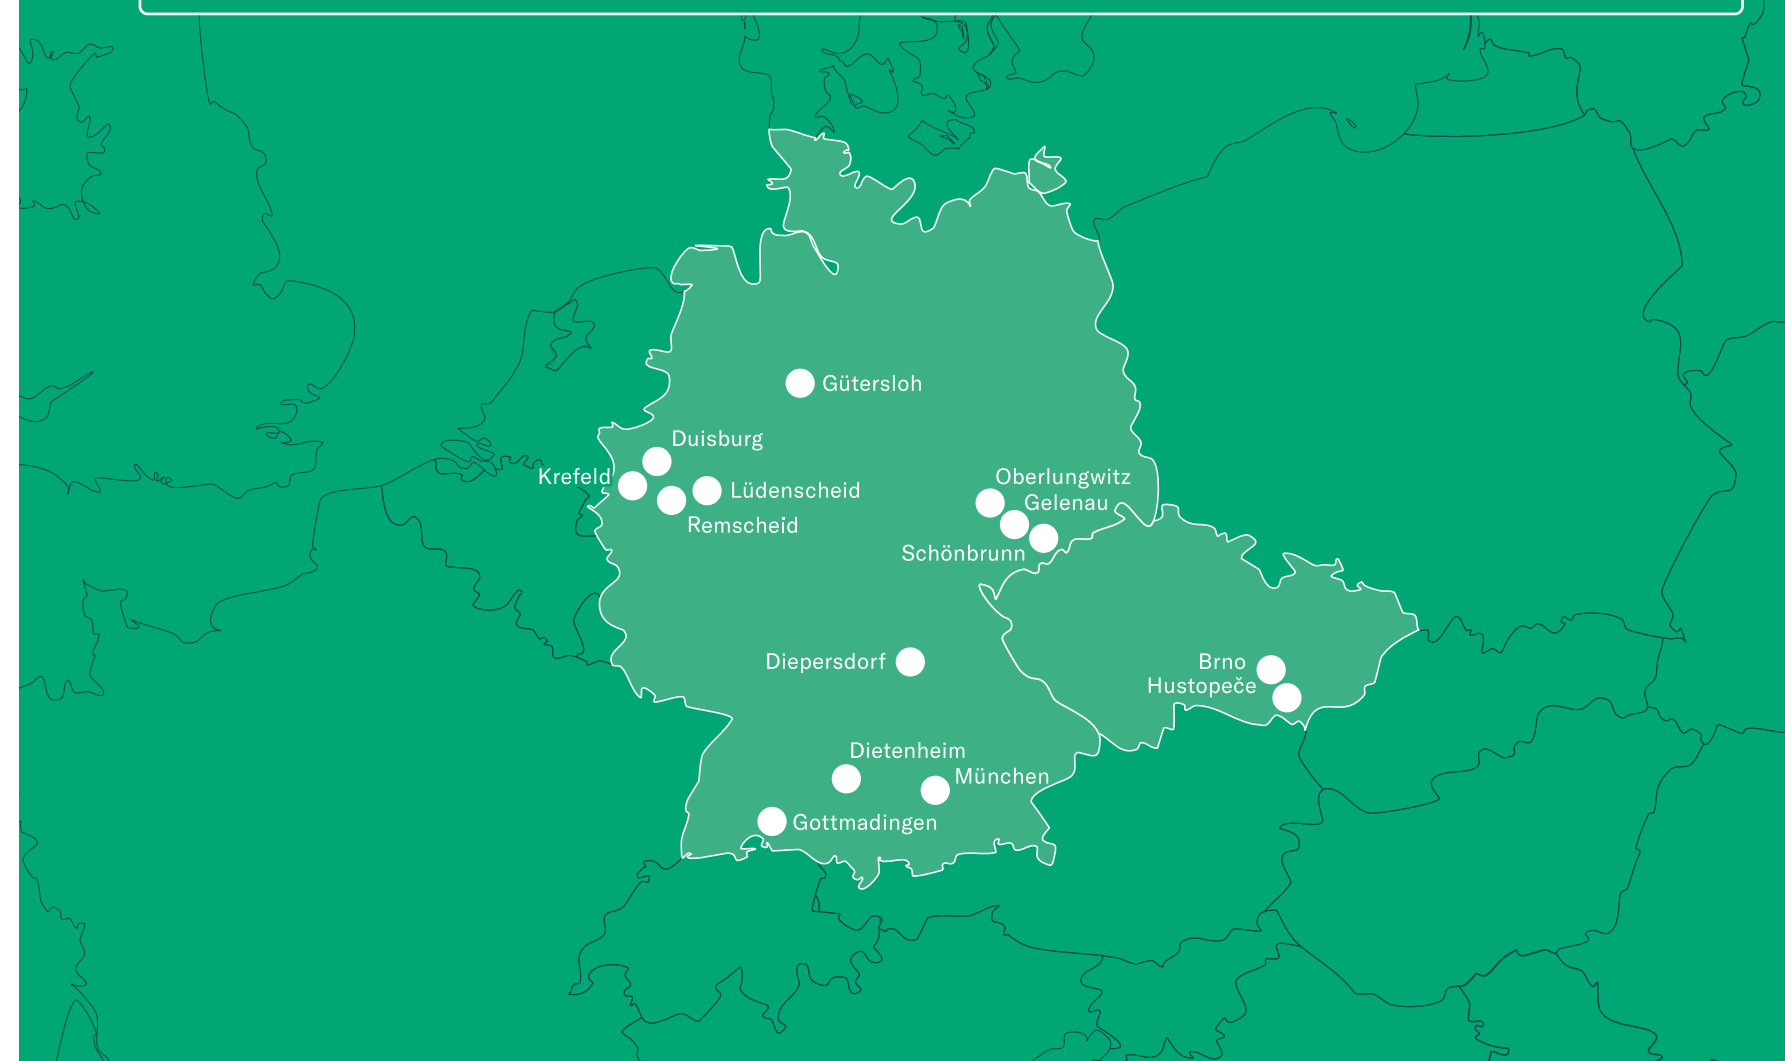 Gütersloh
Duisburg
Krefeld
Lüdenscheid
Remscheid
Oberlungwitz
Gelenau
Schönbrunn
Diepersdorf
Brno
Hustopeče
Dietenheim
München
Gottmadingen